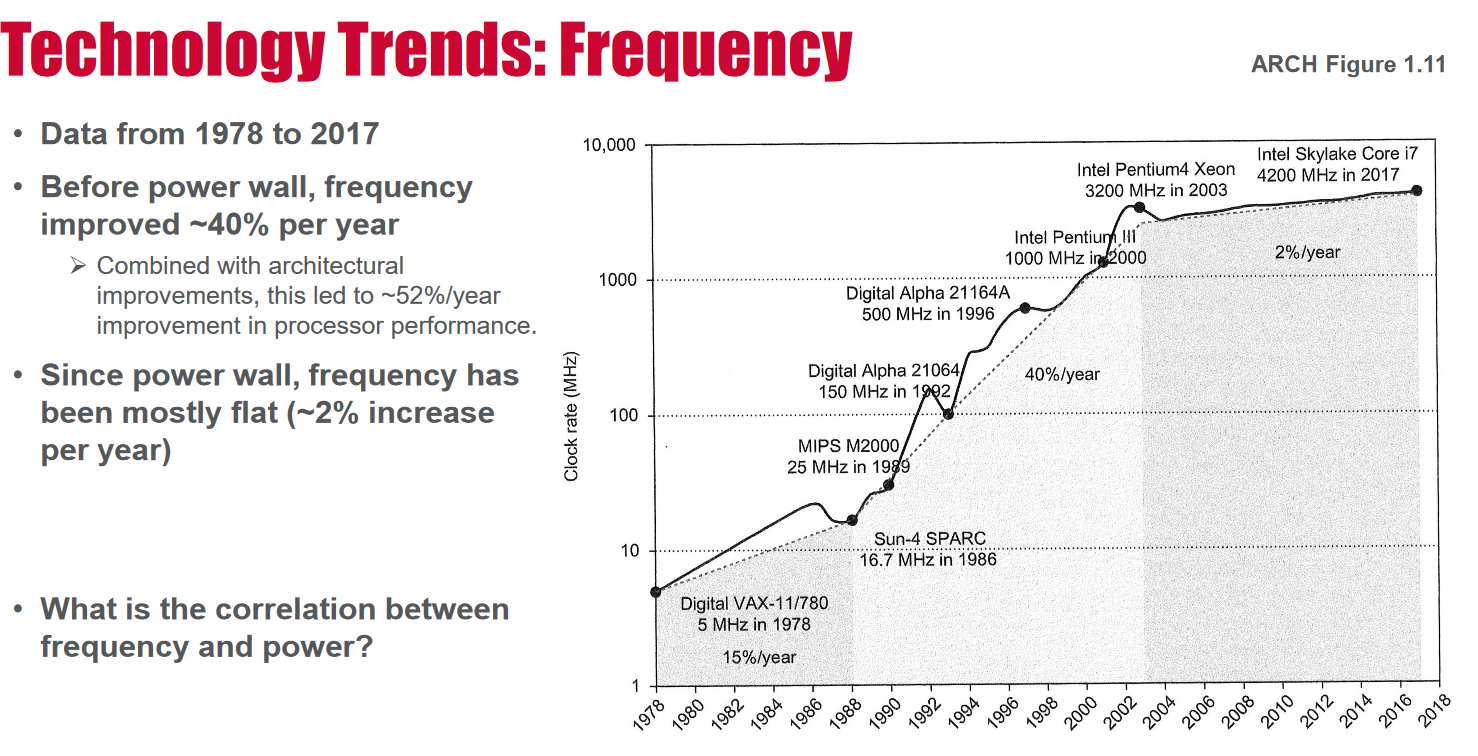 Technology Trends: Frequency
ARCH Figure 1.11
• Data from 1978 to 2017
• Before power wall, frequency
improved ~40% per year
➢ Combined with architectural
improvements, this led to ~52%/year
improvement in processor performance.
• Since power wall, frequency has
been mostly flat (~2% increase
per year)
• What is the correlation between
frequency and power?
10,000
1000
100
10
1
Clock rate (MHz)
Intel Skylake Core i7
4200 MHz in 2017
Intel Pentium4 Xeon
3200 MHz in 2003
Intel Pentium III
1000 MHz in 2000
2%/year
Digital Alpha 21164A
500 MHz in 1996
Digital Alpha 21064
150 MHz in 1992
40%/year
MIPS M2000
25 MHz in 1989
Sun-4 SPARC
16.7 MHz in 1986
Digital VAX-11/780
5 MHz in 1978
15%/year
1978 1980 1982 1984 1986 1988 1990 1992 1994 1996 1998 2000 2002 2004 2006 2008 2010 2012 2014 2016 2018